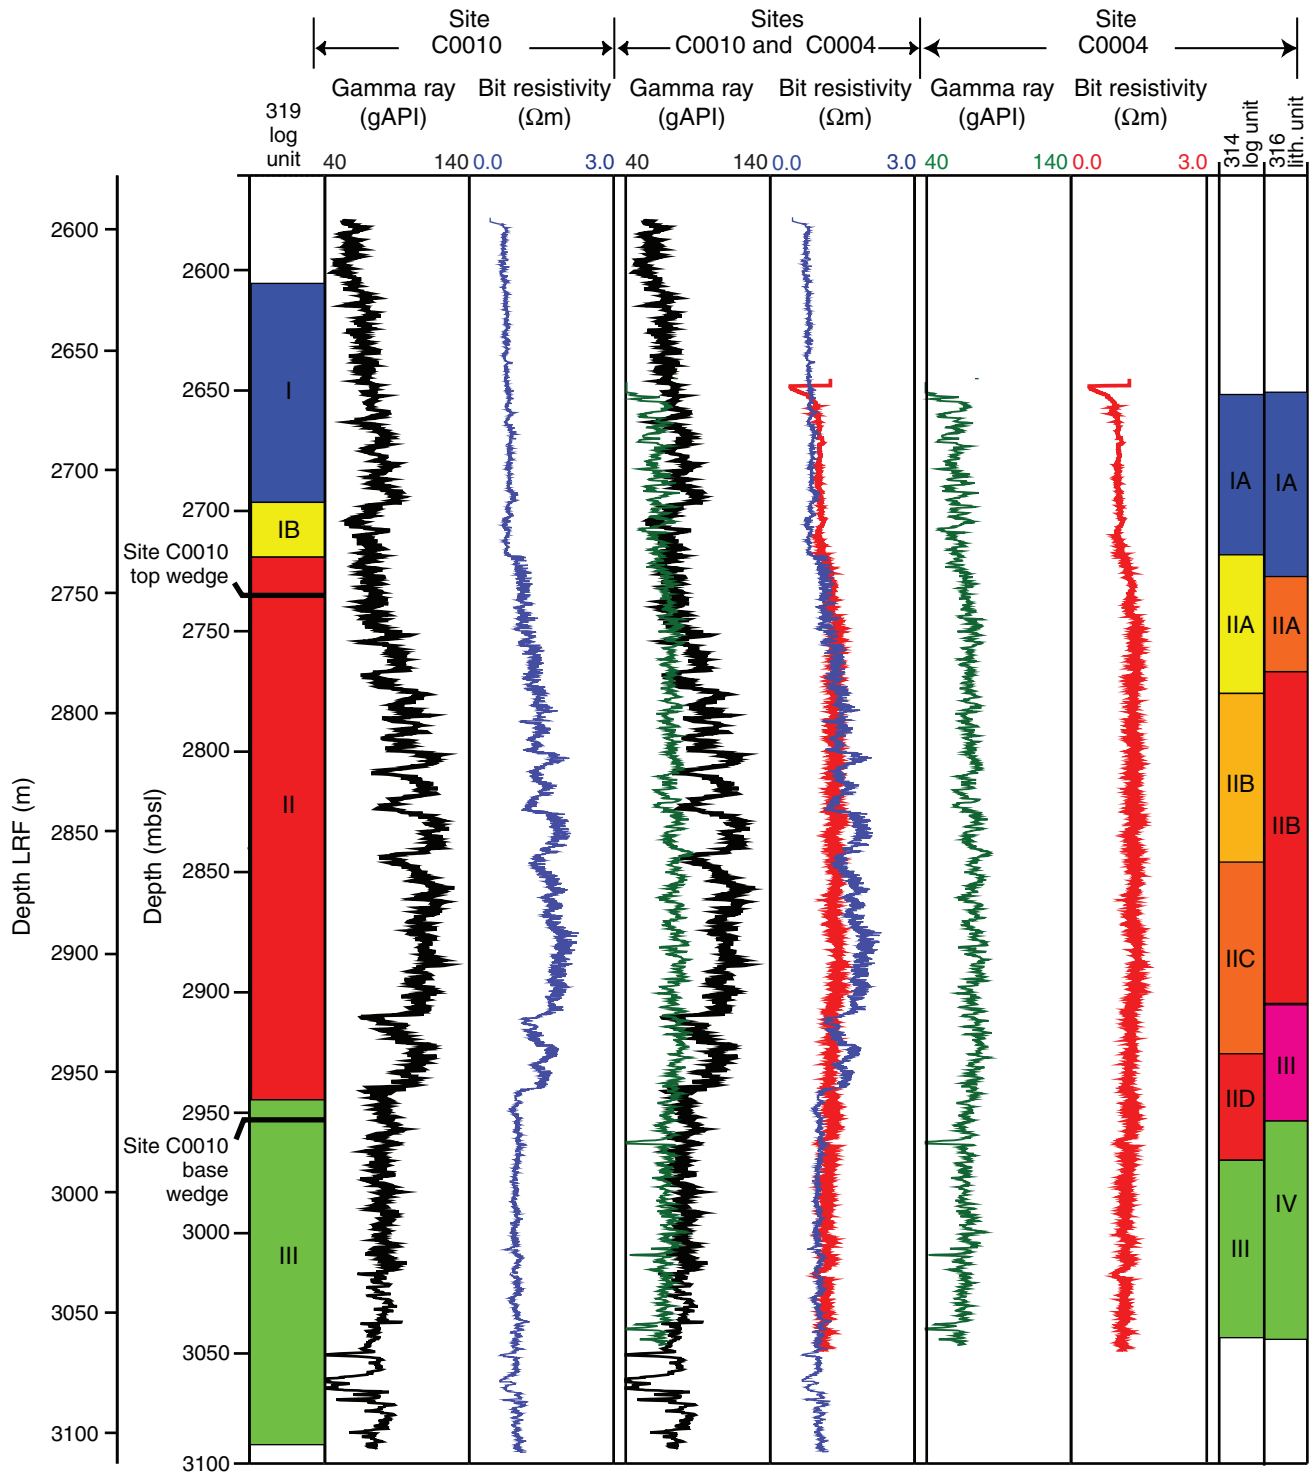 Site
C0010
Sites
C0010 and C0004
Site
C0004
319
log
unit
Gamma ray
(gAPI)
Bit resistivity
(Ωm)
Gamma ray
(gAPI)
Bit resistivity
(Ωm)
Gamma ray
(gAPI)
Bit resistivity
(Ωm)
314
log unit
316
lith. unit
40 140 0.0 3.0 40 140 0.0 3.0 40 140 0.0 3.0
Depth LRF (m)
2600
2650
2700
2750
2800
2850
2900
2950
3000
3050
3100
Depth (mbsl)
2600
2650
2700
2750
2800
2850
2900
2950
3000
3050
3100
Site C0010
top wedge
Site C0010
base
wedge
I
IB
II
III
IA
IIA
IIB
IIC
IID
III
IA
IIA
IIB
III
IV